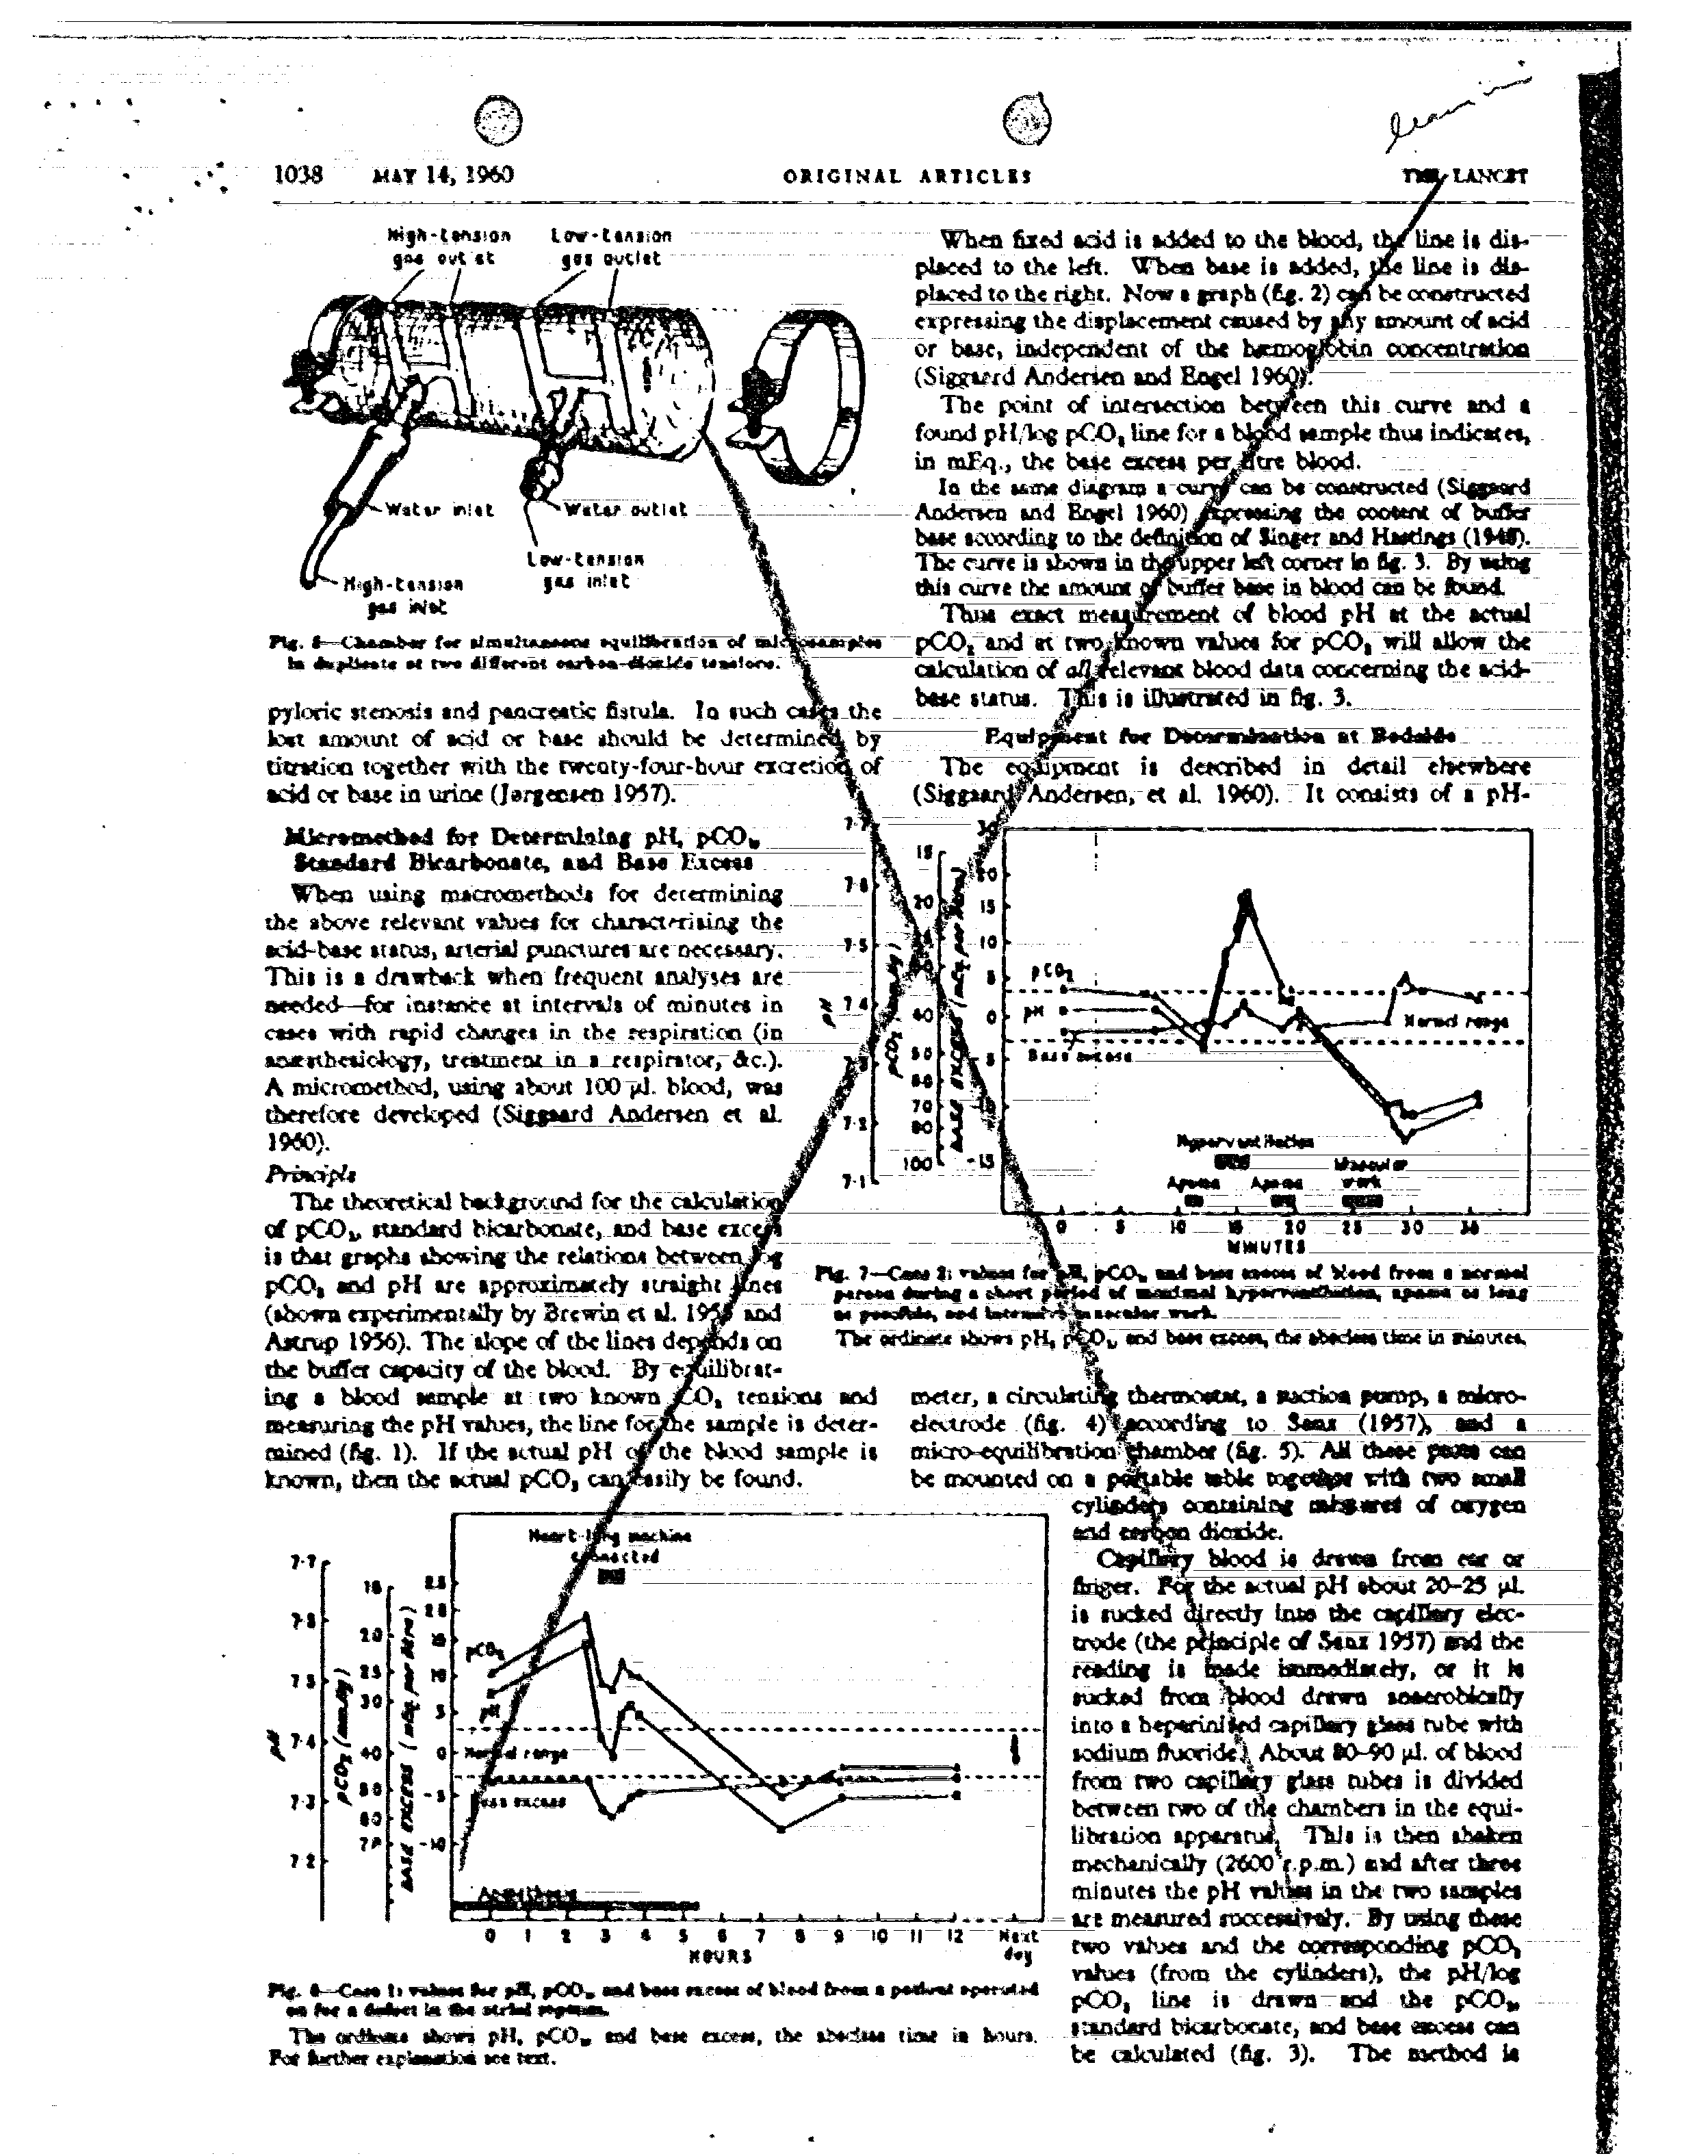 1038 MAY 14, 1960 ORIGINAL ARTICLES THE LANCET
High-tension
gas outlet
Low-tension
gas outlet
Water inlet
Water outlet
Low-tension
gas inlet
High-tension
gas inlet
Fig. 5—Chamber for simultaneous equilibration of microsamples
in duplicate at two different carbon-dioxide tensions.
pyloric stenosis and pancreatic fistula. In such cases the
lost amount of acid or base should be determined by
titration together with the twenty-four-hour excretion of
acid or base in urine (Jørgensen 1957).
Micromethod for Determining pH, pCO₂,
Standard Bicarbonate, and Base Excess
When using macromethods for determining
the above relevant values for characterising the
acid-base status, arterial punctures are necessary.
This is a drawback when frequent analyses are
needed—for instance at intervals of minutes in
cases with rapid changes in the respiration (in
anæsthesiology, treatment in a respirator, &c.).
A micromethod, using about 100 µl. blood, was
therefore developed (Siggaard Andersen et al.
1960).
Principle
The theoretical background for the calculation
of pCO₂, standard bicarbonate, and base excess
is that graphs showing the relations between log
pCO₂ and pH are approximately straight lines
(shown experimentally by Brewin et al. 1955 and
Astrup 1956). The slope of the lines depends on
the buffer capacity of the blood. By equilibrat-
ing a blood sample at two known CO₂ tensions and
measuring the pH values, the line for the sample is deter-
mined (fig. 1). If the actual pH of the blood sample is
known, then the actual pCO₂ can easily be found.
When fixed acid is added to the blood, the line is dis-
placed to the left. When base is added, the line is dis-
placed to the right. Now a graph (fig. 2) can be constructed
expressing the displacement caused by any amount of acid
or base, independent of the hæmoglobin concentration
(Siggaard Andersen and Engel 1960).
The point of intersection between this curve and a
found pH/log pCO₂ line for a blood sample thus indicates,
in mEq., the base excess per litre blood.
In the same diagram a curve can be constructed (Siggaard
Andersen and Engel 1960) expressing the content of buffer
base according to the definition of Singer and Hastings (1948).
The curve is shown in the upper left corner in fig. 3. By using
this curve the amount of buffer base in blood can be found.
Thus exact measurement of blood pH at the actual
pCO₂ and at two known values for pCO₂ will allow the
calculation of all relevant blood data concerning the acid-
base status. This is illustrated in fig. 3.
Equipment for Determination at Bedside
The equipment is described in detail elsewhere
(Siggaard Andersen, et al. 1960). It consists of a pH-
pH
7·7
7·6
7·5
7·4
7·2
7·1
pCO₂ (mm.Hg)
15
20
40
50
60
70
80
100
BASE EXCESS (mEq. per litre)
30
20
15
10
5
0
-5
-10
-15
pCO₂
pH
Base excess
Normal range
Hyperventilation
Apnœa
Apnœa
Muscular
work
0 5 10 15 20 25 30 35
MINUTES
Fig. 7—Case 2: values for pH, pCO₂, and base excess of blood from a normal
person during a short period of maximal hyperventilation, apnœa as long
as possible, and intensive muscular work.
The ordinate shows pH, pCO₂, and base excess, the abscissa time in minutes.
meter, a circulating thermostat, a suction pump, a micro-
electrode (fig. 4) according to Sanz (1957), and a
micro-equilibration chamber (fig. 5). All these parts can
be mounted on a portable table together with two small
cylinders containing mixtures of oxygen
and carbon dioxide.
Capillary blood is drawn from ear or
finger. For the actual pH about 20–25 µl.
is sucked directly into the capillary elec-
trode (the principle of Sanz 1957) and the
reading is made immediately, or it is
sucked from blood drawn anaerobically
into a heparinised capillary glass tube with
sodium fluoride. About 80–90 µl. of blood
from two capillary glass tubes is divided
between two of the chambers in the equi-
libration apparatus. This is then shaken
mechanically (2600 r.p.m.) and after three
minutes the pH values in the two samples
are measured successively. By using these
two values and the corresponding pCO₂
values (from the cylinders), the pH/log
pCO₂ line is drawn and the pCO₂,
standard bicarbonate, and base excess can
be calculated (fig. 3). The method is
Heart-lung machine
connected
pH
7·7
7·6
7·5
7·4
7·3
7·2
pCO₂ (mm.Hg)
15
20
25
30
40
50
60
70
BASE EXCESS (mEq. per litre)
25
20
15
10
5
0
-5
-10
pCO₂
pH
Normal range
Base excess
Anæsthesia
0 1 2 3 4 5 6 7 8 9 10 11 12 Next
day
HOURS
Fig. 6—Case 1: values for pH, pCO₂, and base excess of blood from a patient operated
on for a defect in the atrial septum.
The ordinate shows pH, pCO₂, and base excess, the abscissa time in hours.
For further explanation see text.